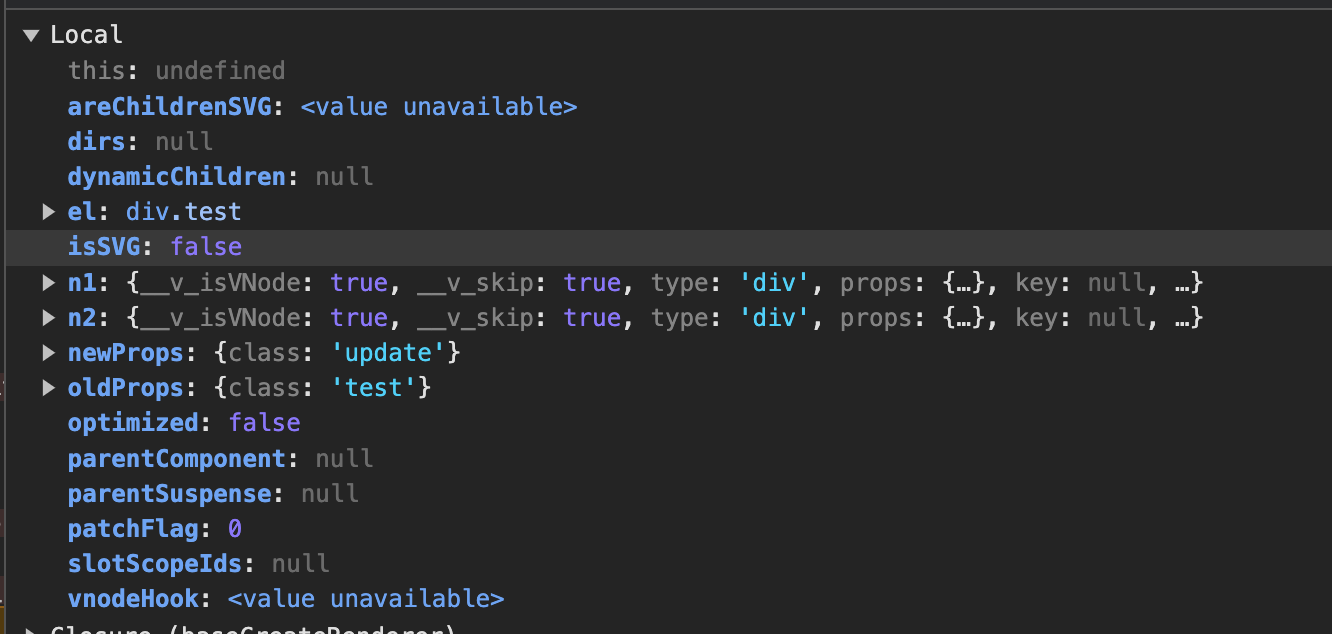 Local
this: undefined
areChildrenSVG: <value unavailable>
dirs: null
dynamicChildren: null
el: div.test
isSVG: false
n1: {__v_isVNode: true, __v_skip: true, type: 'div', props: {…}, key: null, …}
n2: {__v_isVNode: true, __v_skip: true, type: 'div', props: {…}, key: null, …}
newProps: {class: 'update'}
oldProps: {class: 'test'}
optimized: false
parentComponent: null
parentSuspense: null
patchFlag: 0
slotScopeIds: null
vnodeHook: <value unavailable>
Closure (baseCreateRenderer)